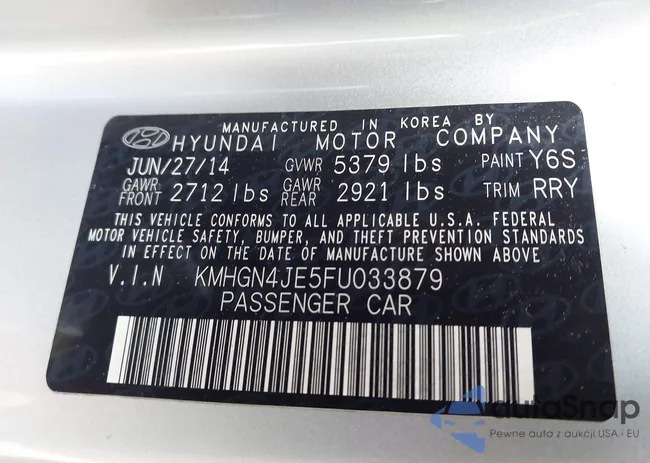 MANUFACTURED IN KOREA BY
HYUNDAI MOTOR COMPANY
JUN/27/14 GVWR 5379 lbs PAINT Y6S
GAWR FRONT 2712 lbs GAWR REAR 2921 lbs TRIM RRY
THIS VEHICLE CONFORMS TO ALL APPLICABLE U.S.A. FEDERAL
MOTOR VEHICLE SAFETY, BUMPER, AND THEFT PREVENTION STANDARDS
IN EFFECT ON THE DATE OF MANUFACTURE SHOWN ABOVE.
V.I.N KMHGN4JE5FU033879
PASSENGER CAR
autaSnap
Pewne auta z aukcji USA i EU